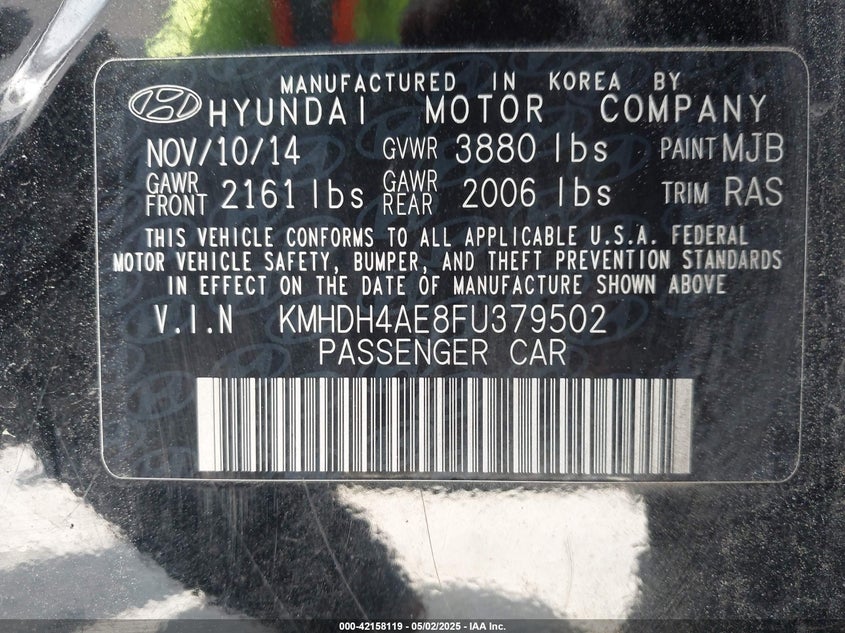 MANUFACTURED IN KOREA BY
HYUNDAI MOTOR COMPANY
NOV/10/14 GVWR 3880 lbs PAINT MJB
GAWR FRONT 2161 lbs GAWR REAR 2006 lbs TRIM RAS
THIS VEHICLE CONFORMS TO ALL APPLICABLE U.S.A. FEDERAL
MOTOR VEHICLE SAFETY, BUMPER, AND THEFT PREVENTION STANDARDS
IN EFFECT ON THE DATE OF MANUFACTURE SHOWN ABOVE
V.I.N KMHDH4AE8FU379502
PASSENGER CAR
000-42158119 - 05/02/2025 - IAA Inc.